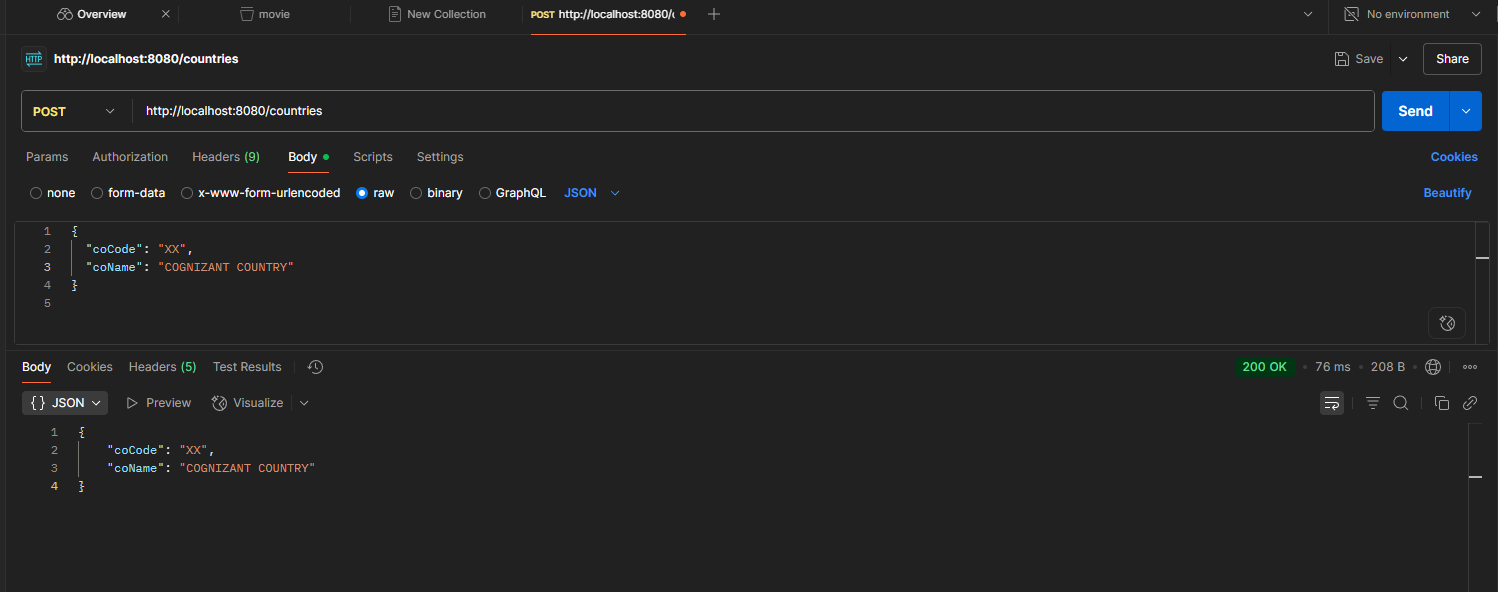 Overview movie New Collection POST http://localhost:8080/c No environment
HTTP http://localhost:8080/countries Save Share
POST http://localhost:8080/countries Send
Params Authorization Headers (9) Body Scripts Settings Cookies
none form-data x-www-form-urlencoded raw binary GraphQL JSON Beautify
1 {
2 "coCode": "XX",
3 "coName": "COGNIZANT COUNTRY"
4 }
5
Body Cookies Headers (5) Test Results 200 OK • 76 ms • 208 B •
{} JSON Preview Visualize
1 {
2 "coCode": "XX",
3 "coName": "COGNIZANT COUNTRY"
4 }